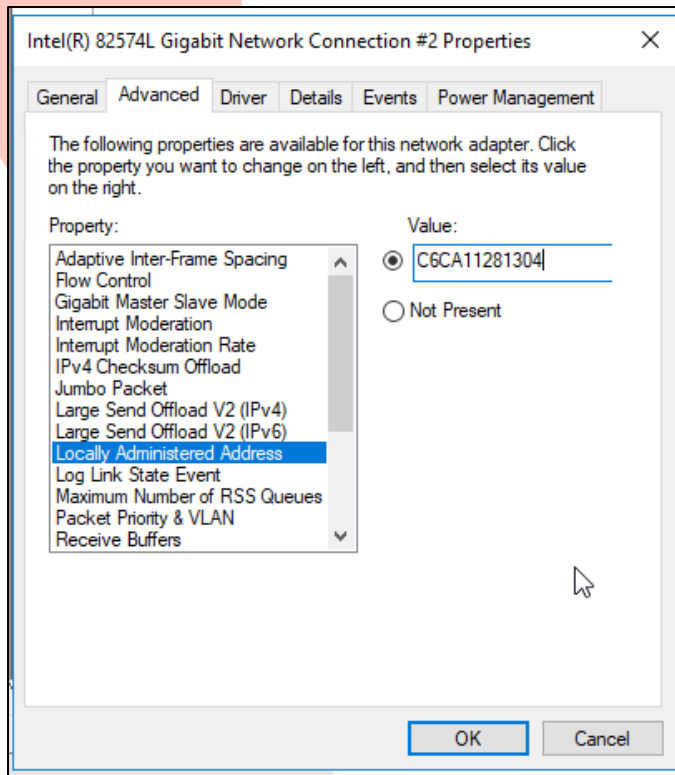 Intel(R) 82574L Gigabit Network Connection #2 Properties
General Advanced Driver Details Events Power Management
The following properties are available for this network adapter. Click
the property you want to change on the left, and then select its value
on the right.
Property:
Value:
Adaptive Inter-Frame Spacing
Flow Control
Gigabit Master Slave Mode
Interrupt Moderation
Interrupt Moderation Rate
IPv4 Checksum Offload
Jumbo Packet
Large Send Offload V2 (IPv4)
Large Send Offload V2 (IPv6)
Locally Administered Address
Log Link State Event
Maximum Number of RSS Queues
Packet Priority & VLAN
Receive Buffers
C6CA11281304
Not Present
OK Cancel